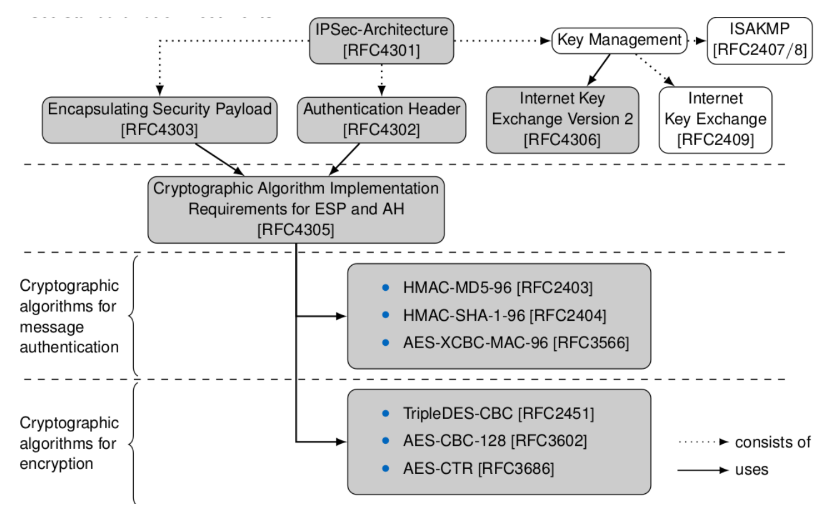 IPSec-Architecture
[RFC4301]
Key Management
ISAKMP
[RFC2407/8]
Encapsulating Security Payload
[RFC4303]
Authentication Header
[RFC4302]
Internet Key
Exchange Version 2
[RFC4306]
Internet
Key Exchange
[RFC2409]
Cryptographic Algorithm Implementation
Requirements for ESP and AH
[RFC4305]
Cryptographic
algorithms for
message
authentication
HMAC-MD5-96 [RFC2403]
HMAC-SHA-1-96 [RFC2404]
AES-XCBC-MAC-96 [RFC3566]
Cryptographic
algorithms for
encryption
TripleDES-CBC [RFC2451]
AES-CBC-128 [RFC3602]
AES-CTR [RFC3686]
consists of
uses